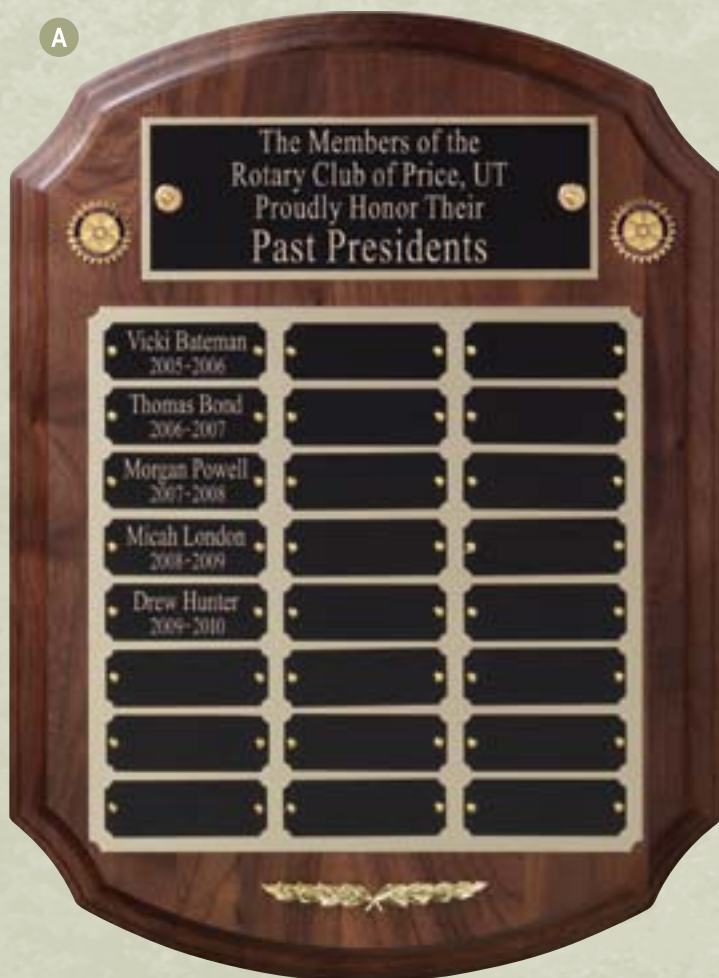 A
The Members of the
Rotary Club of Price, UT
Proudly Honor Their
Past Presidents
Vicki Bateman
2005-2006
Thomas Bond
2006-2007
Morgan Powell
2007-2008
Micah London
2008-2009
Drew Hunter
2009-2010